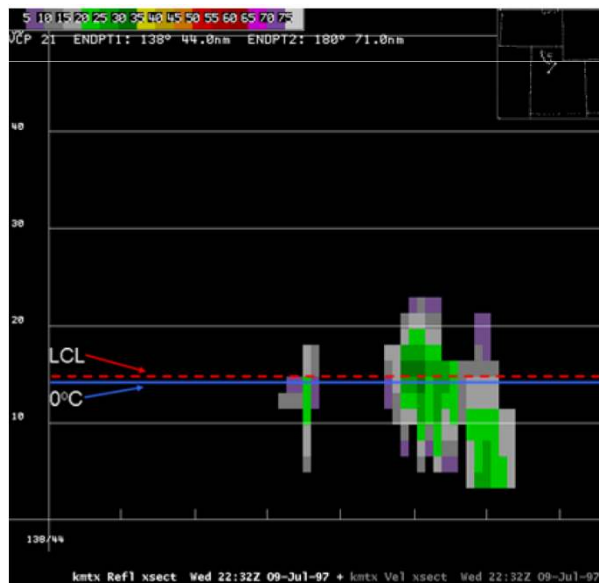 5 10 15 20 25 30 35 40 45 50 55 60 65 70 75
VCP 21 ENDPT1: 138° 44.0nm ENDPT2: 180° 71.0nm
40
30
20
LCL
0°C
10
138/44
kmtx Refl xsect Wed 22:32Z 09-Jul-97 + kmtx Vel xsect Wed 22:32Z 09-Jul-97